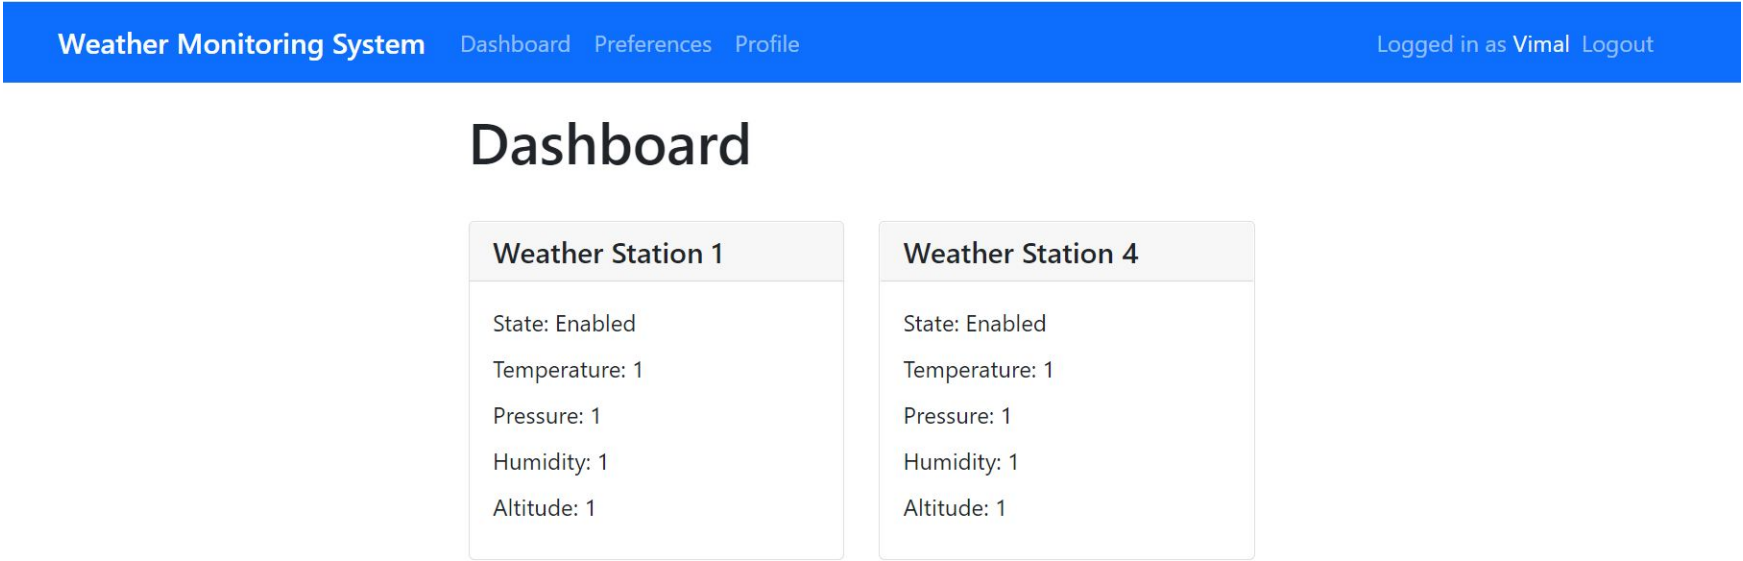 Weather Monitoring System Dashboard Preferences Profile Logged in as Vimal Logout
Dashboard
Weather Station 1
State: Enabled
Temperature: 1
Pressure: 1
Humidity: 1
Altitude: 1
Weather Station 4
State: Enabled
Temperature: 1
Pressure: 1
Humidity: 1
Altitude: 1